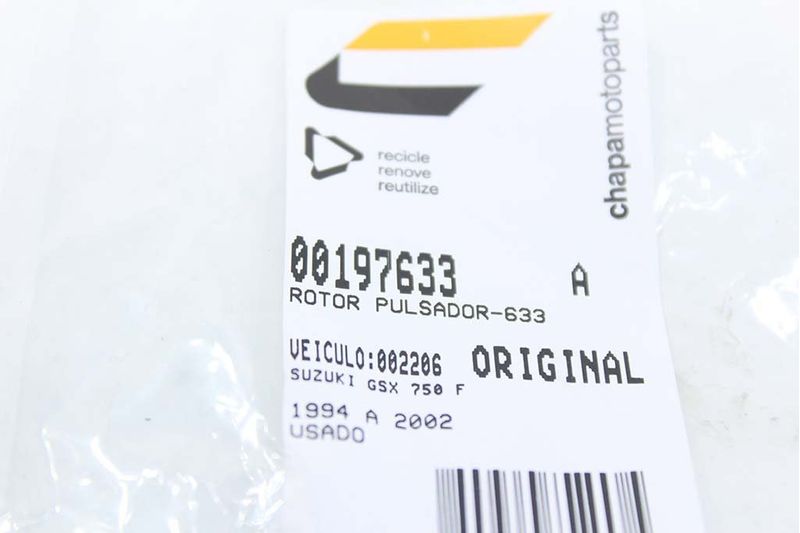 chapamotoparts
recicle
renove
reutilize
00197633 A
ROTOR PULSADOR-633
VEICULO:002206 ORIGINAL
SUZUKI GSX 750 F
1994 A 2002
USADO